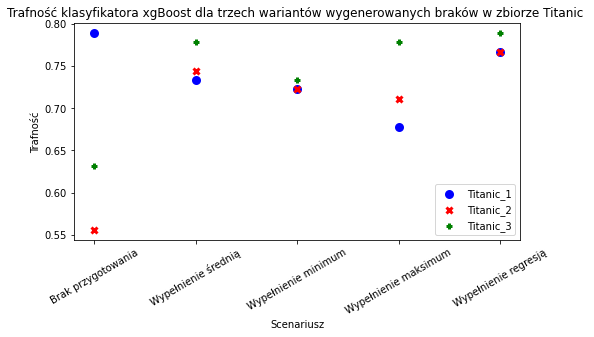 Trafność klasyfikatora xgBoost dla trzech wariantów wygenerowanych braków w zbiorze Titanic
0.80
0.75
0.70
0.65
0.60
0.55
Trafność
Titanic_1
Titanic_2
Titanic_3
Brak przygotowania
Wypełnienie średnią
Wypełnienie minimum
Wypełnienie maksimum
Wypełnienie regresją
Scenariusz